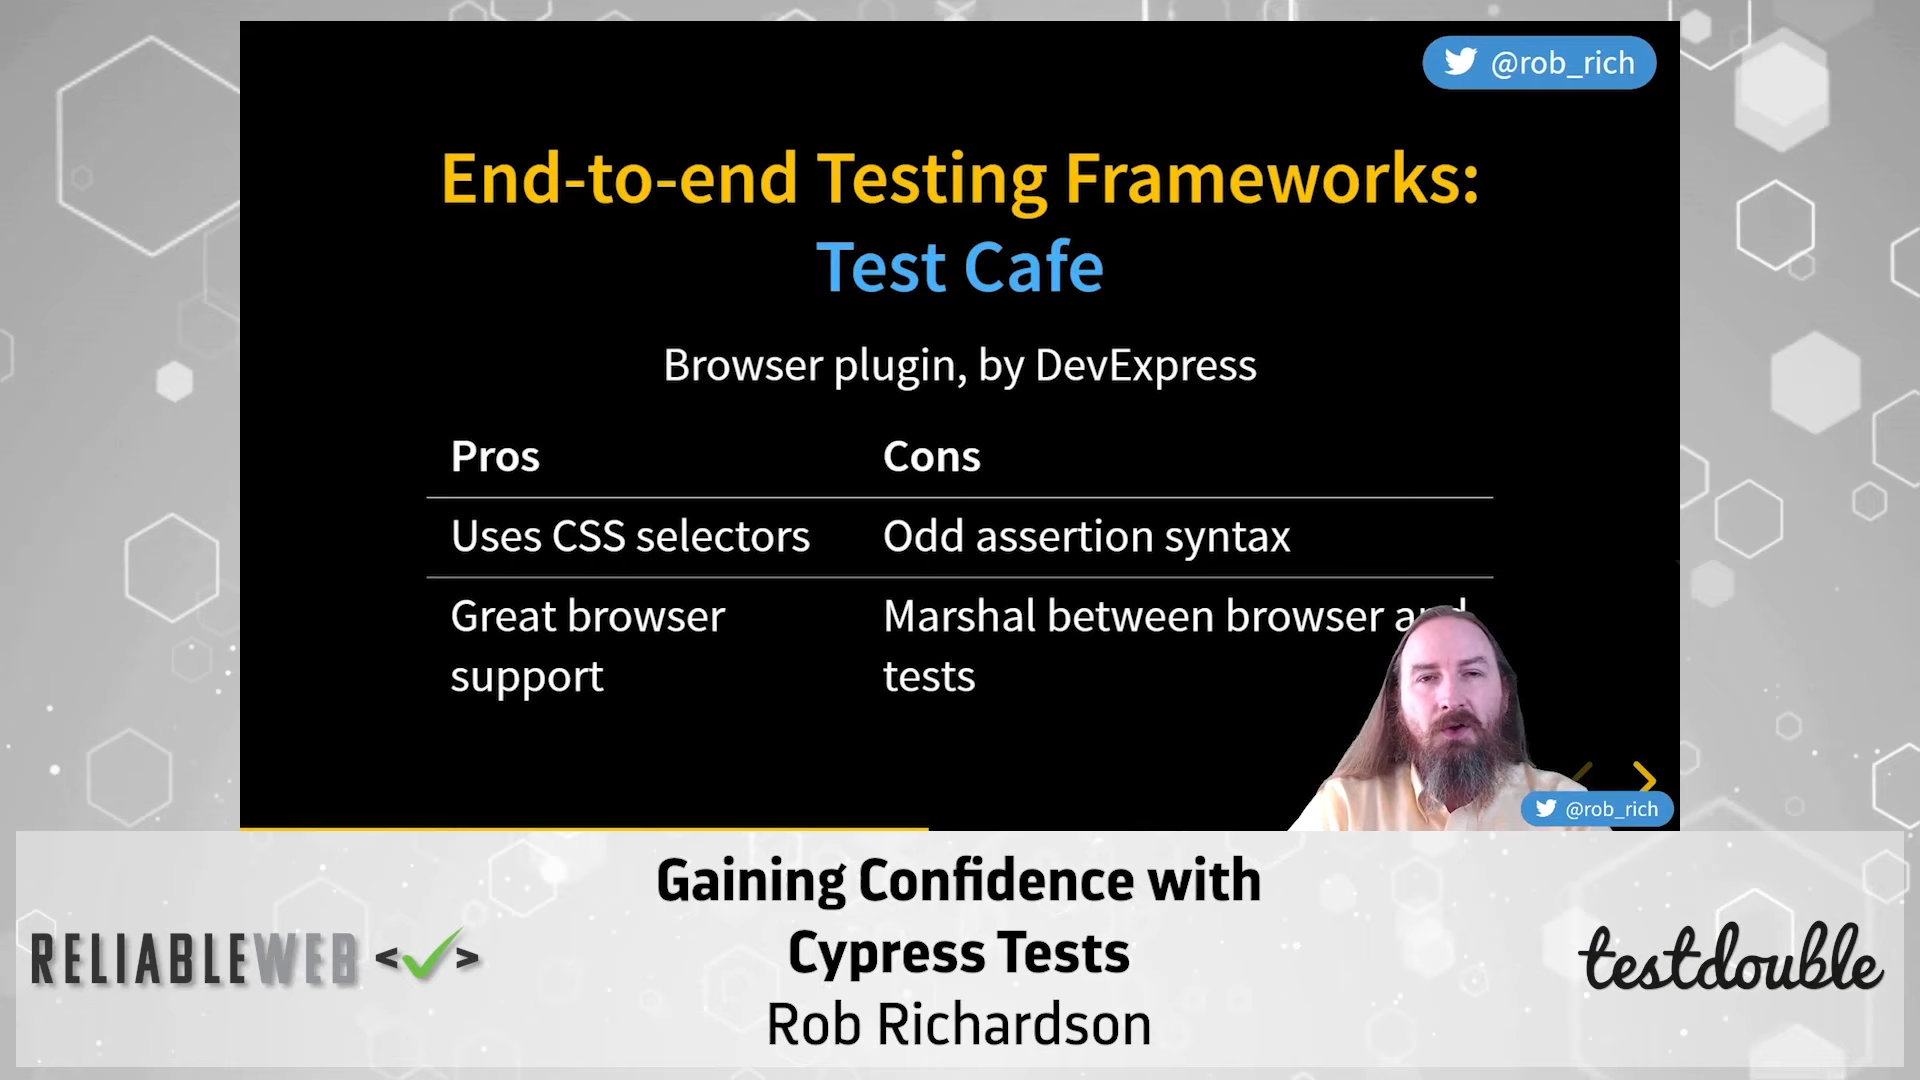 @rob_rich
End-to-end Testing Frameworks:
Test Cafe
Browser plugin, by DevExpress
Pros Cons
Uses CSS selectors Odd assertion syntax
Great browser support Marshal between browser and tests
@rob_rich
Gaining Confidence with
Cypress Tests
Rob Richardson
RELIABLEWEB <✓>
testdouble